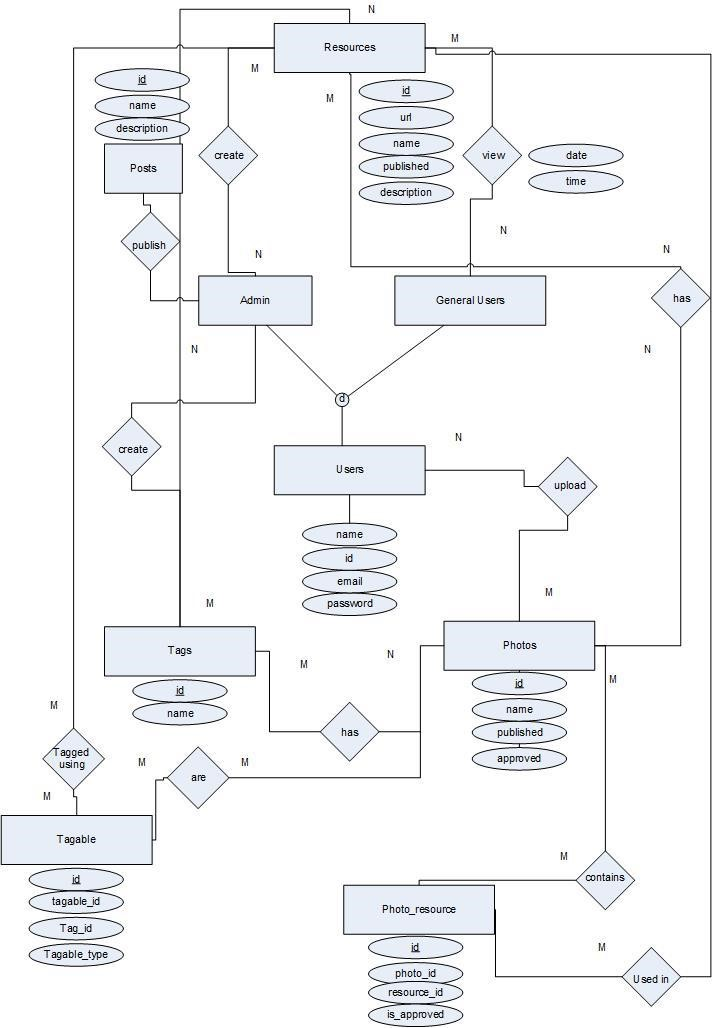 N
Resources
M
M
M
id
name
description
id
url
name
published
description
Posts
create
view
date
time
publish
N
N
N
Admin
General Users
has
N
N
d
create
N
Users
upload
name
id
email
password
M
M
Tags
M
N
Photos
M
id
name
id
name
published
approved
has
M
Tagged
using
M
M
are
M
Tagable
id
tagable_id
Tag_id
Tagable_type
M
contains
Photo_resource
id
photo_id
resource_id
is_approved
M
Used in